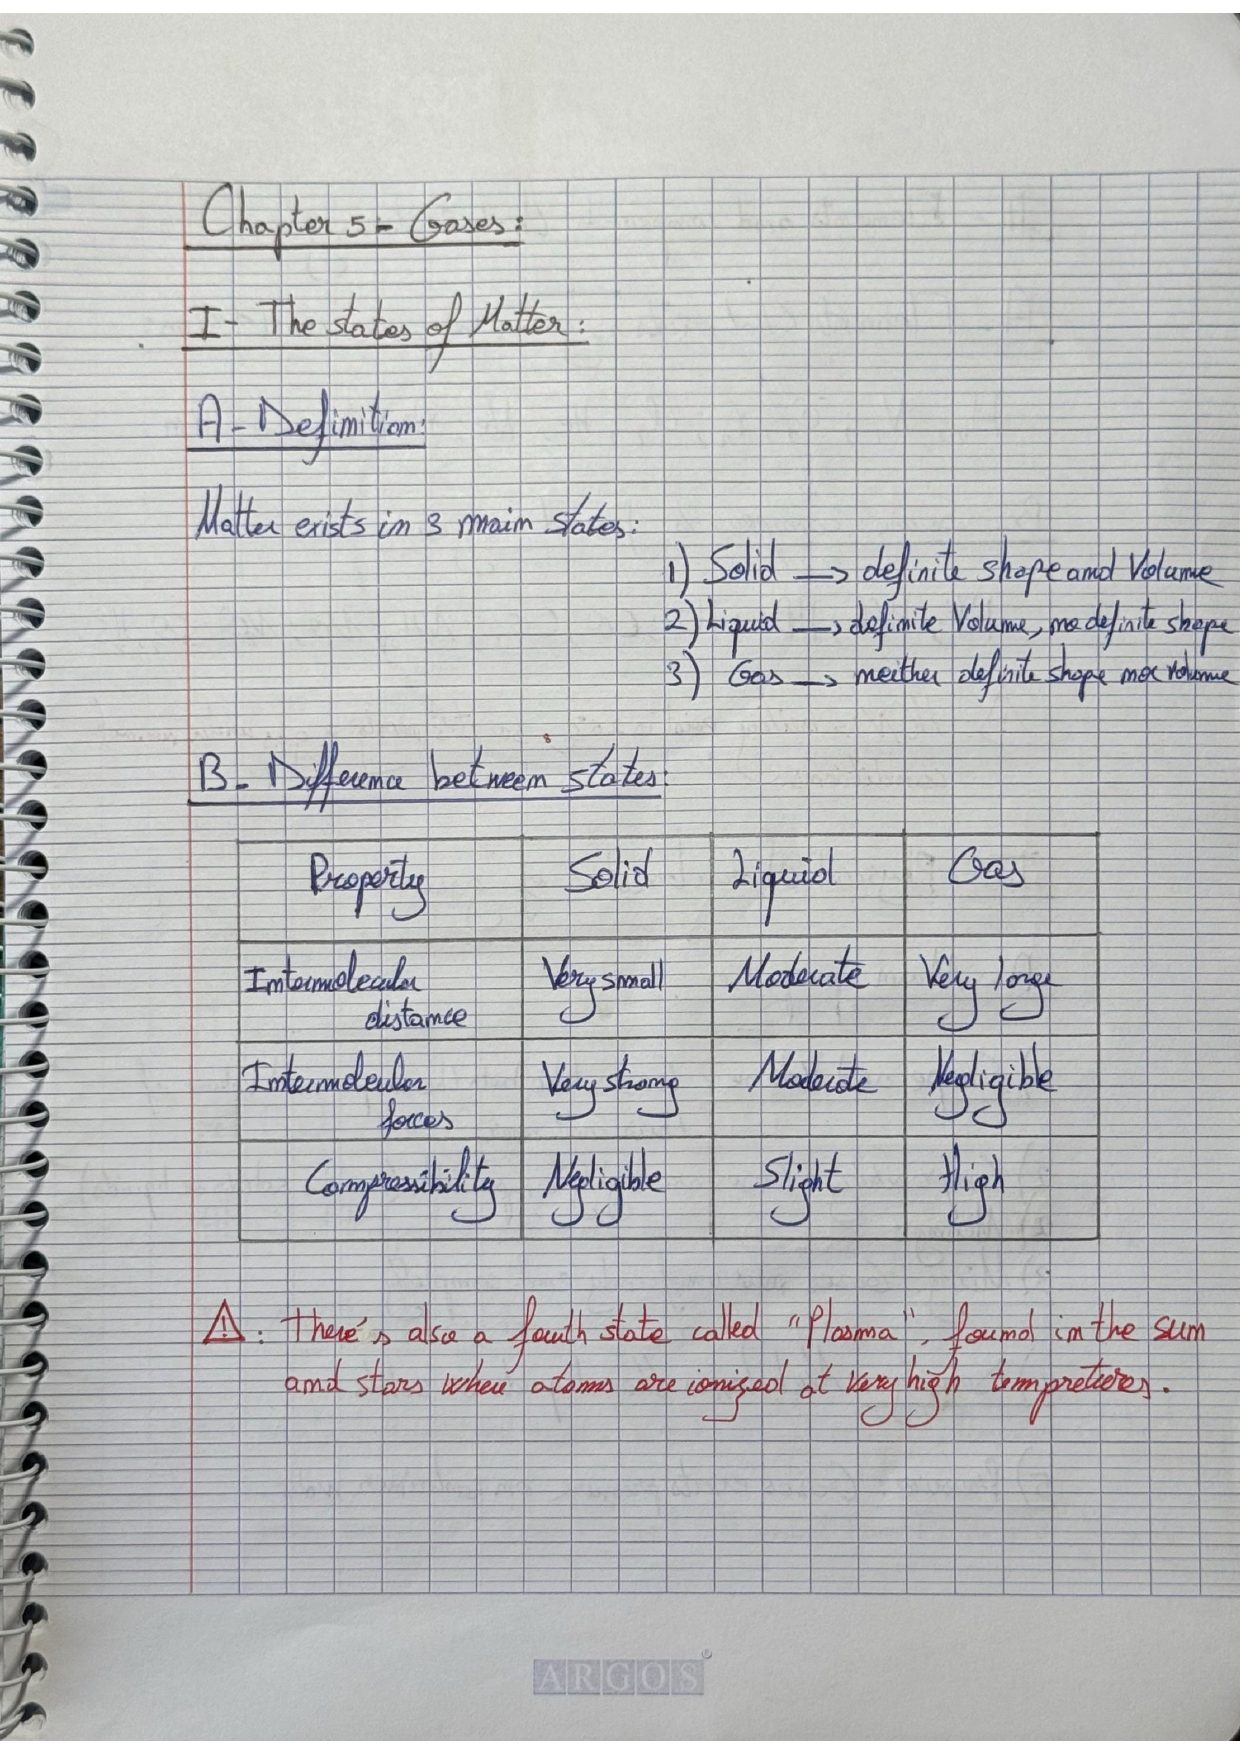 Chapter 5- Gases:
I- The states of Matter:
A- Definition:
Matter exists in 3 main states:
1) Solid → definite shape and Volume
2) Liquid → definite Volume, no definite shape
3) Gas → neither definite shape nor volume
B- Difference between states:
Property Solid Liquid Gas
Intermolecular Very small Moderate Very large
distance
Intermolecular Very strong Moderate Negligible
forces
Compressibility Negligible Slight High
⚠: There's also a fourth state called "Plasma", found in the sun
and stars where atoms are ionized at very high tempretures.
ARGOS